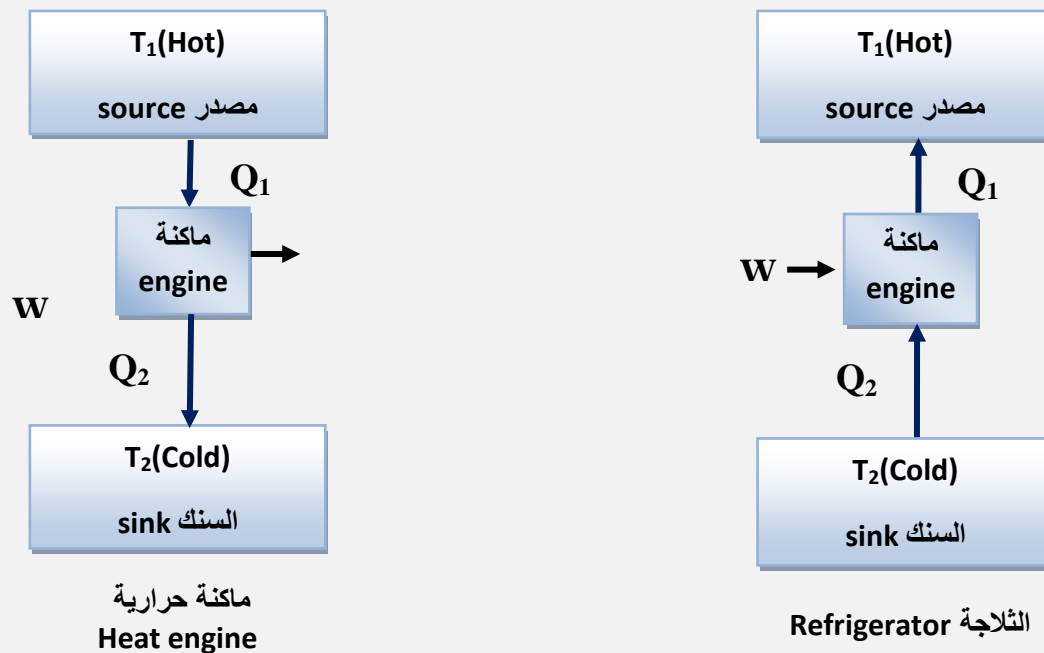 T₁(Hot)
مصدر source
Q₁
ماكنة
engine
W
Q₂
T₂(Cold)
السنك sink
ماكنة حرارية
Heat engine
T₁(Hot)
مصدر source
Q₁
ماكنة
engine
W
Q₂
T₂(Cold)
السنك sink
الثلاجة Refrigerator